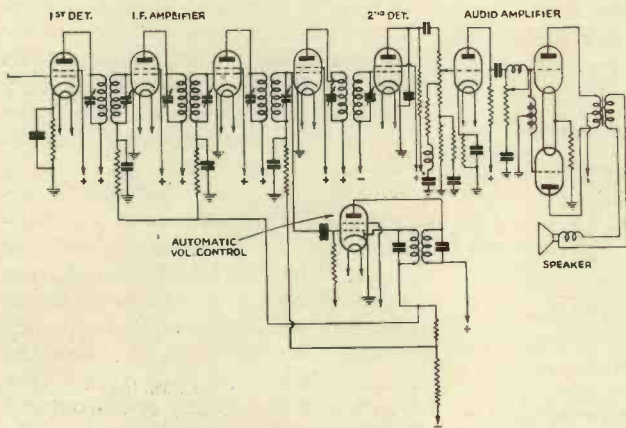 1ST DET.
I.F. AMPLIFIER
2ND DET.
AUDIO AMPLIFIER
+
+
+
+
+
+
+
+
-
+
+
+
+
AUTOMATIC
VOL CONTROL
SPEAKER
+